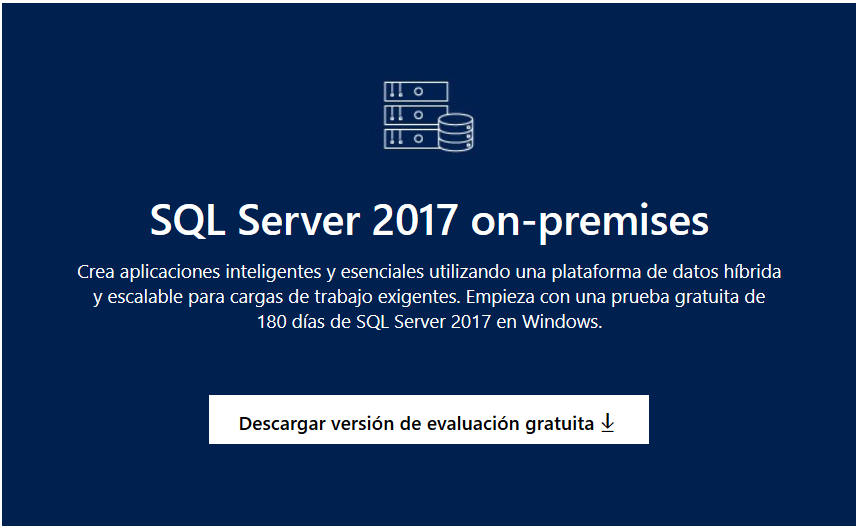 SQL Server 2017 on-premises
Crea aplicaciones inteligentes y esenciales utilizando una plataforma de datos híbrida
y escalable para cargas de trabajo exigentes. Empieza con una prueba gratuita de
180 días de SQL Server 2017 en Windows.
Descargar versión de evaluación gratuita